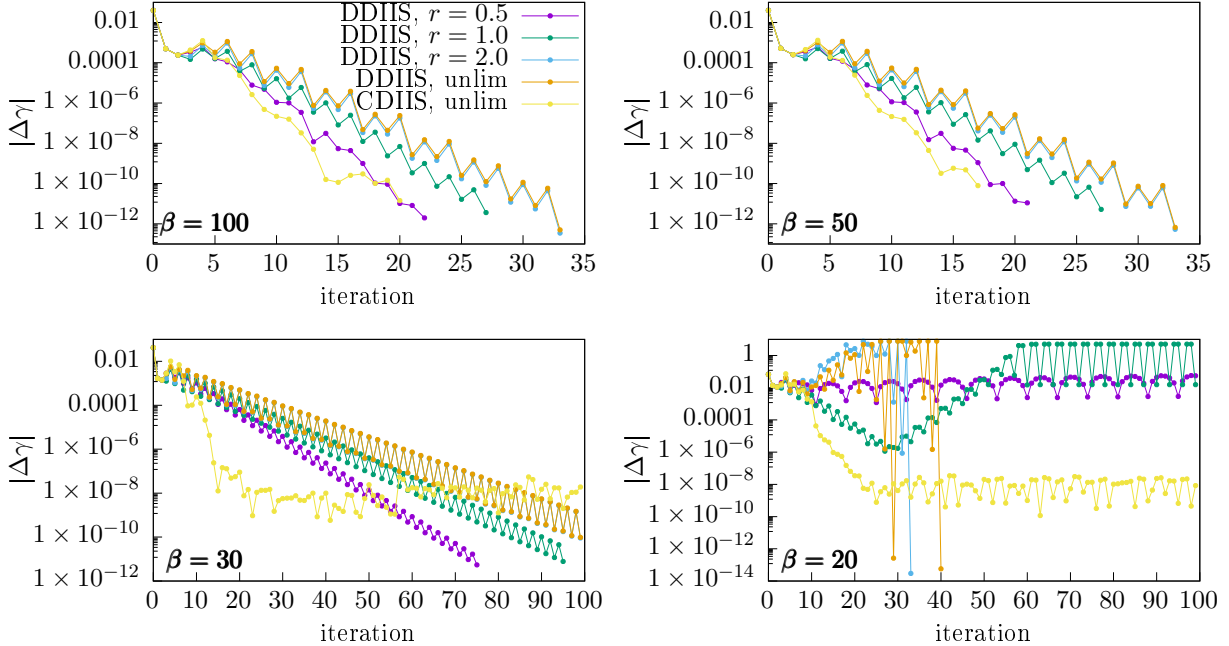 0.01
0.0001
1 × 10⁻⁶
1 × 10⁻⁸
1 × 10⁻¹⁰
1 × 10⁻¹²
|Δγ|
DDIIS, r = 0.5
DDIIS, r = 1.0
DDIIS, r = 2.0
DDIIS, unlim
CDIIS, unlim
β = 100
0 5 10 15 20 25 30 35
iteration
0.01
0.0001
1 × 10⁻⁶
1 × 10⁻⁸
1 × 10⁻¹⁰
1 × 10⁻¹²
|Δγ|
β = 50
0 5 10 15 20 25 30 35
iteration
0.01
0.0001
1 × 10⁻⁶
1 × 10⁻⁸
1 × 10⁻¹⁰
1 × 10⁻¹²
|Δγ|
β = 30
0 10 20 30 40 50 60 70 80 90 100
iteration
1
0.01
0.0001
1 × 10⁻⁶
1 × 10⁻⁸
1 × 10⁻¹⁰
1 × 10⁻¹²
1 × 10⁻¹⁴
|Δγ|
β = 20
0 10 20 30 40 50 60 70 80 90 100
iteration